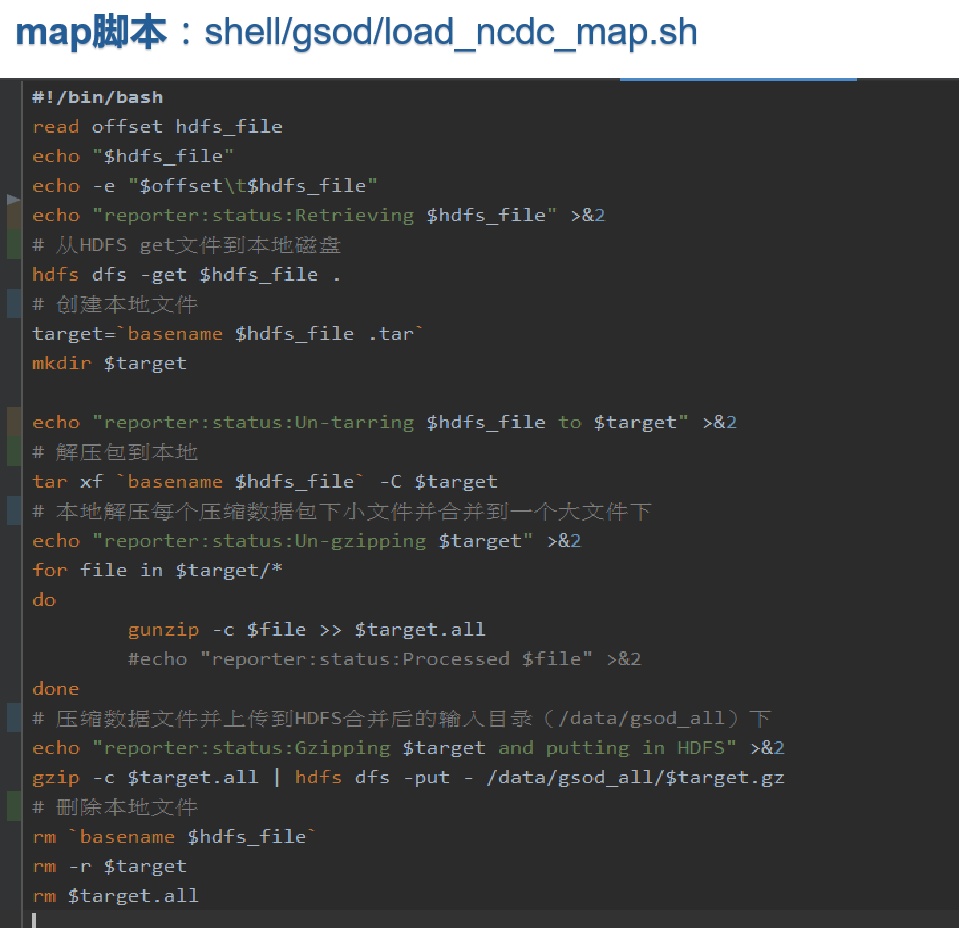 map脚本：shell/gsod/load_ncdc_map.sh
#!/bin/bash
read offset hdfs_file
echo "$hdfs_file"
echo -e "$offset\t$hdfs_file"
echo "reporter:status:Retrieving $hdfs_file" >&2
# 从HDFS get文件到本地磁盘
hdfs dfs -get $hdfs_file .
# 创建本地文件
target=`basename $hdfs_file .tar`
mkdir $target
echo "reporter:status:Un-tarring $hdfs_file to $target" >&2
# 解压包到本地
tar xf `basename $hdfs_file` -C $target
# 本地解压每个压缩数据包下小文件并合并到一个大文件下
echo "reporter:status:Un-gzipping $target" >&2
for file in $target/*
do
gunzip -c $file >> $target.all
#echo "reporter:status:Processed $file" >&2
done
# 压缩数据文件并上传到HDFS合并后的输入目录（/data/gsod_all）下
echo "reporter:status:Gzipping $target and putting in HDFS" >&2
gzip -c $target.all | hdfs dfs -put - /data/gsod_all/$target.gz
# 删除本地文件
rm `basename $hdfs_file`
rm -r $target
rm $target.all